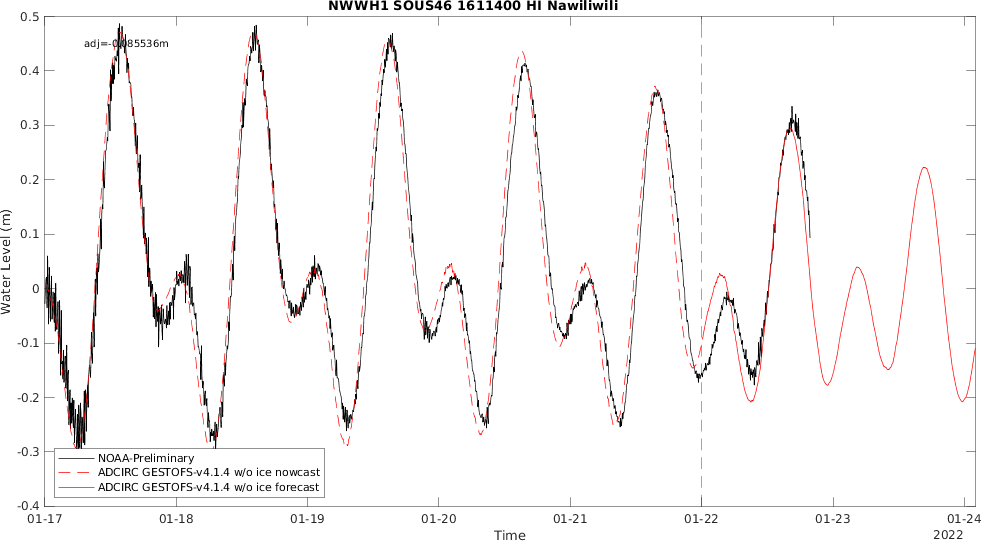 NWWH1 SOUS46 1611400 HI Nawiliwili
adj=-0.085536m
0.5
0.4
0.3
0.2
0.1
0
-0.1
-0.2
-0.3
-0.4
Water Level (m)
NOAA-Preliminary
ADCIRC GESTOFS-v4.1.4 w/o ice nowcast
ADCIRC GESTOFS-v4.1.4 w/o ice forecast
01-17 01-18 01-19 01-20 01-21 01-22 01-23 01-24
Time
2022